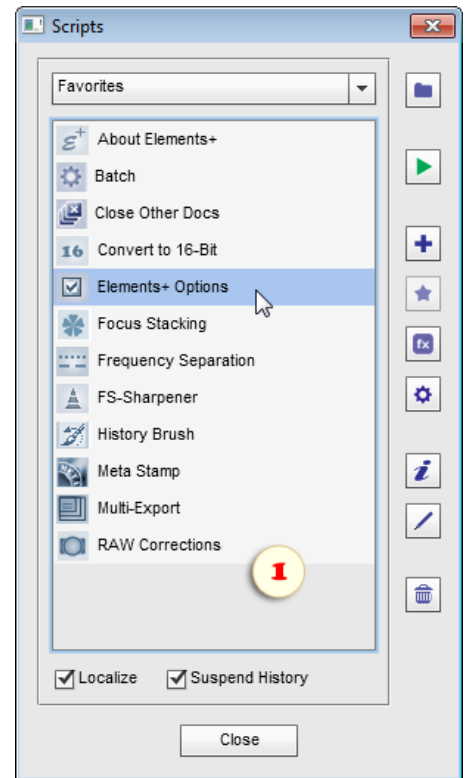 Scripts
Favorites
ε+ About Elements+
Batch
Close Other Docs
16 Convert to 16-Bit
Elements+ Options
Focus Stacking
Frequency Separation
FS-Sharpener
fx
History Brush
Meta Stamp
i
Multi-Export
RAW Corrections
1
Localize Suspend History
Close